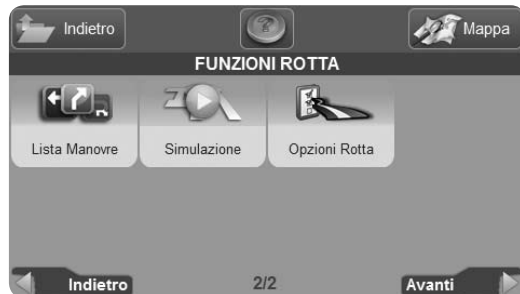 Indietro ? Mappa
FUNZIONI ROTTA
Lista Manovre Simulazione Opzioni Rotta
Indietro 2/2 Avanti